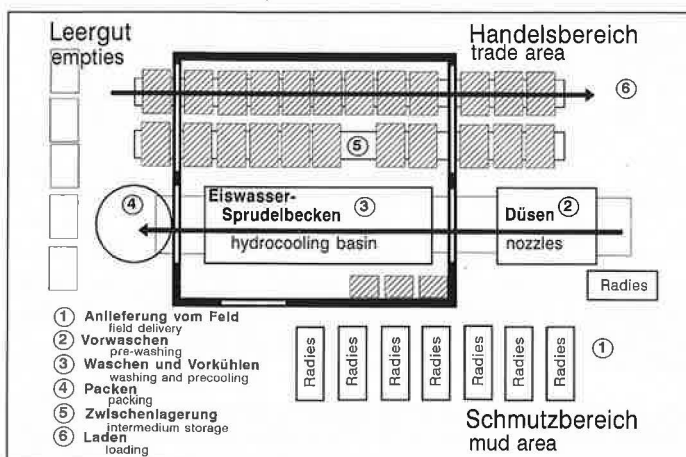 Leergut
empties
Handelsbereich
trade area
6
5
4
Eiswasser-
Sprudelbecken
3
hydrocooling basin
Düsen
2
nozzles
Radies
Radies
Radies
Radies
Radies
Radies
Radies
Radies
1
Schmutzbereich
mud area
1 Anlieferung vom Feld
field delivery
2 Vorwaschen
pre-washing
3 Waschen und Vorkühlen
washing and precooling
4 Packen
packing
5 Zwischenlagerung
intermedium storage
6 Laden
loading